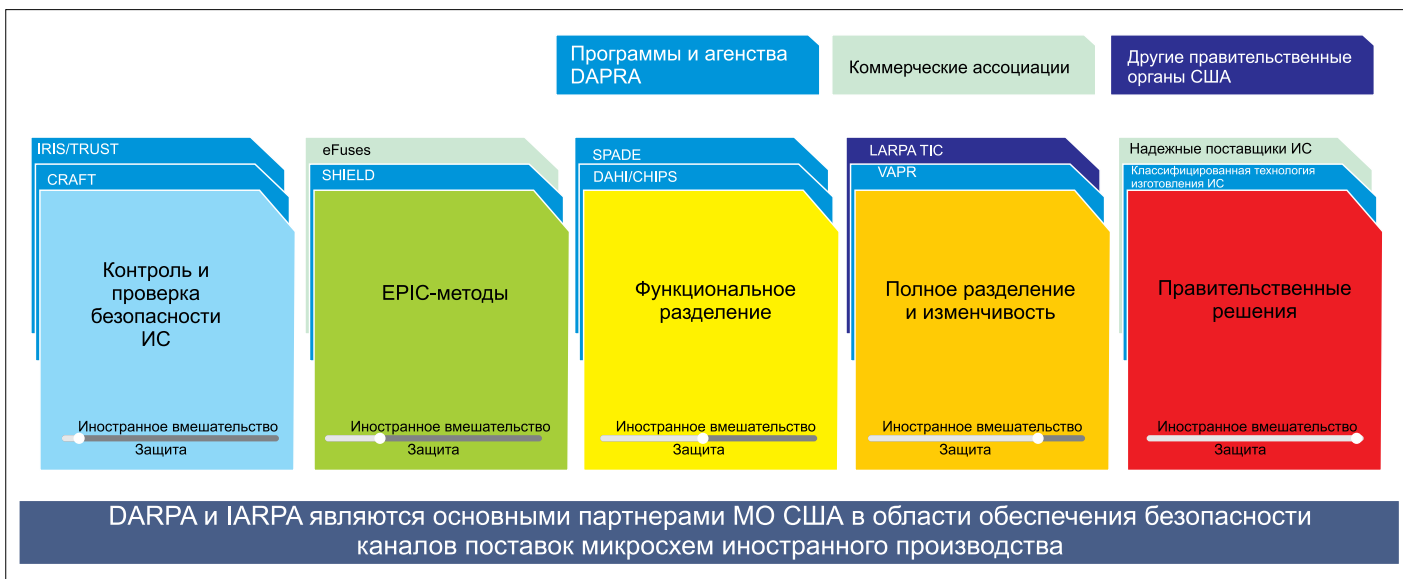 Программы и агенства
DAPRA
Коммерческие ассоциации
Другие правительственные
органы США
IRIS/TRUST
CRAFT
Контроль и
проверка
безопасности
ИС
Иностранное вмешательство
Защита
eFuses
SHIELD
EPIC-методы
Иностранное вмешательство
Защита
SPADE
DAHI/CHIPS
Функциональное
разделение
Иностранное вмешательство
Защита
LARPA TIC
VAPR
Полное разделение
и изменчивость
Иностранное вмешательство
Защита
Надежные поставщики ИС
Классифицированная технология
изготовления ИС
Правительственные
решения
Иностранное вмешательство
Защита
DARPA и IARPA являются основными партнерами МО США в области обеспечения безопасности
каналов поставок микросхем иностранного производства